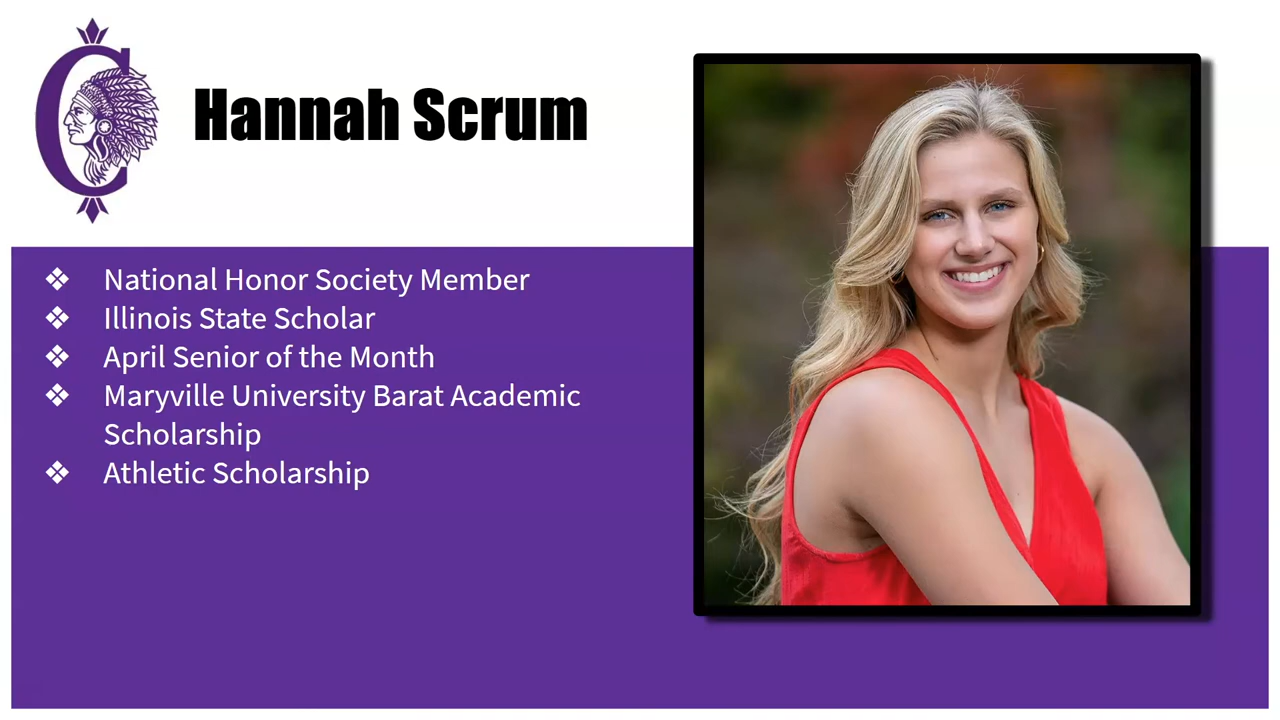 Hannah Scrum
❖ National Honor Society Member
❖ Illinois State Scholar
❖ April Senior of the Month
❖ Maryville University Barat Academic
Scholarship
❖ Athletic Scholarship